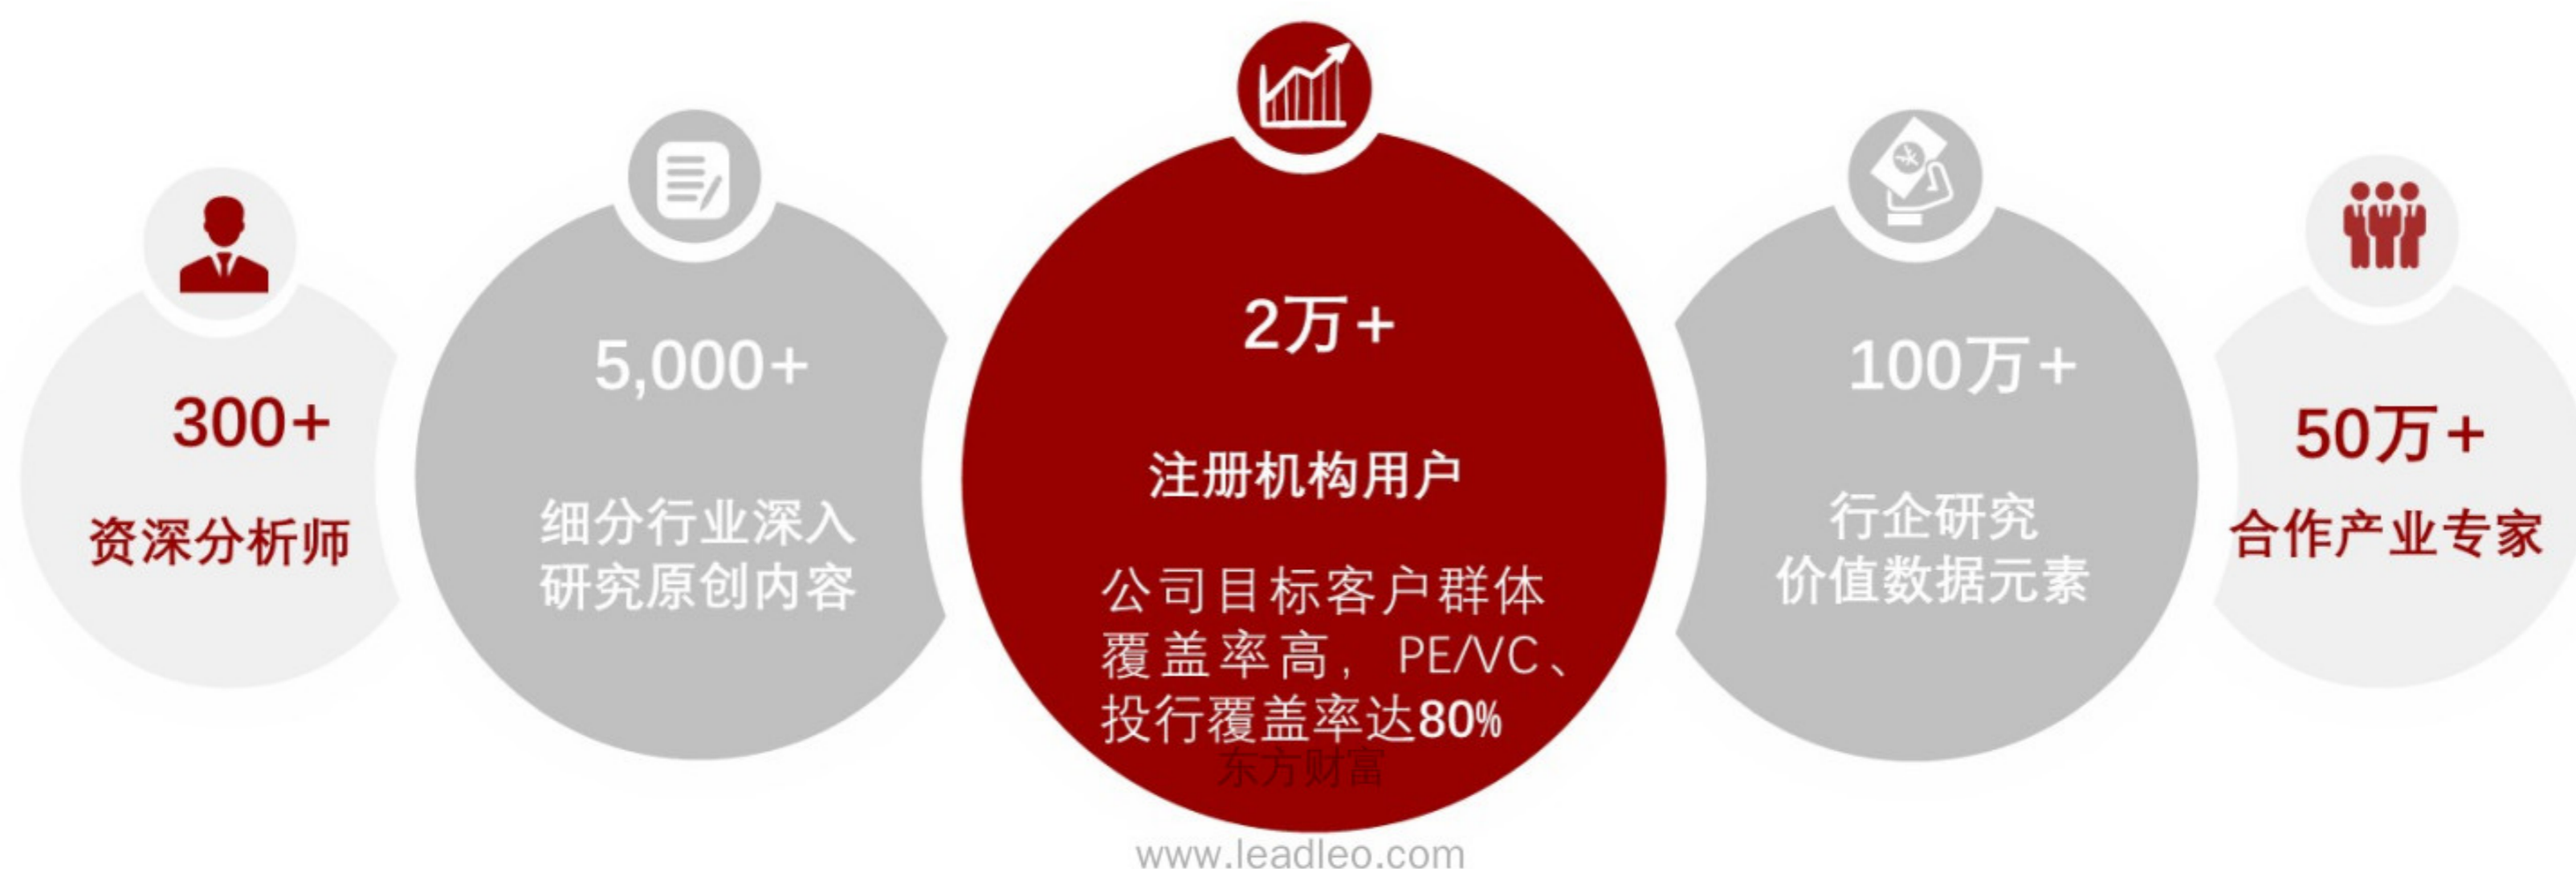 300+
资深分析师
5,000+
细分行业深入
研究原创内容
2万+
注册机构用户
公司目标客户群体
覆盖率高，PE/VC、
投行覆盖率达80%
东方财富
100万+
行企研究
价值数据元素
50万+
合作产业专家
www.leadleo.com